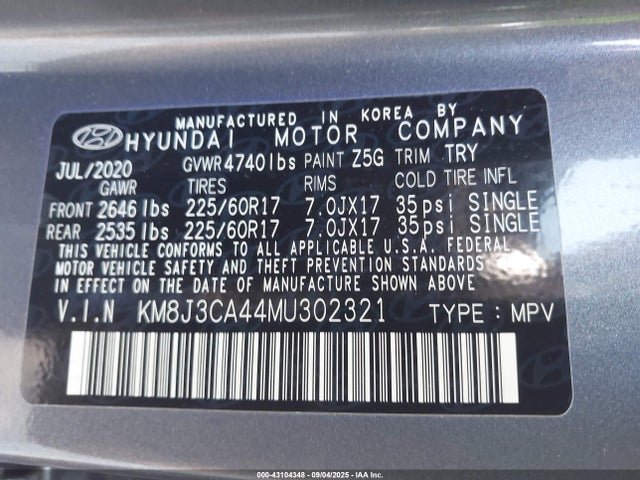 MANUFACTURED IN KOREA BY
HYUNDAI MOTOR COMPANY
JUL/2020 GVWR 4740lbs PAINT Z5G TRIM TRY
GAWR TIRES RIMS COLD TIRE INFL
FRONT 2646 lbs 225/60R17 7.0JX17 35psi SINGLE
REAR 2535 lbs 225/60R17 7.0JX17 35psi SINGLE
THIS VEHICLE CONFORMS TO ALL APPLICABLE U.S.A. FEDERAL
MOTOR VEHICLE SAFETY AND THEFT PREVENTION STANDARDS
IN EFFECT ON THE DATE OF MANUFACTURE SHOWN ABOVE
V.I.N KM8J3CA44MU302321 TYPE : MPV
000-43104348 - 09/04/2025 - IAA Inc.